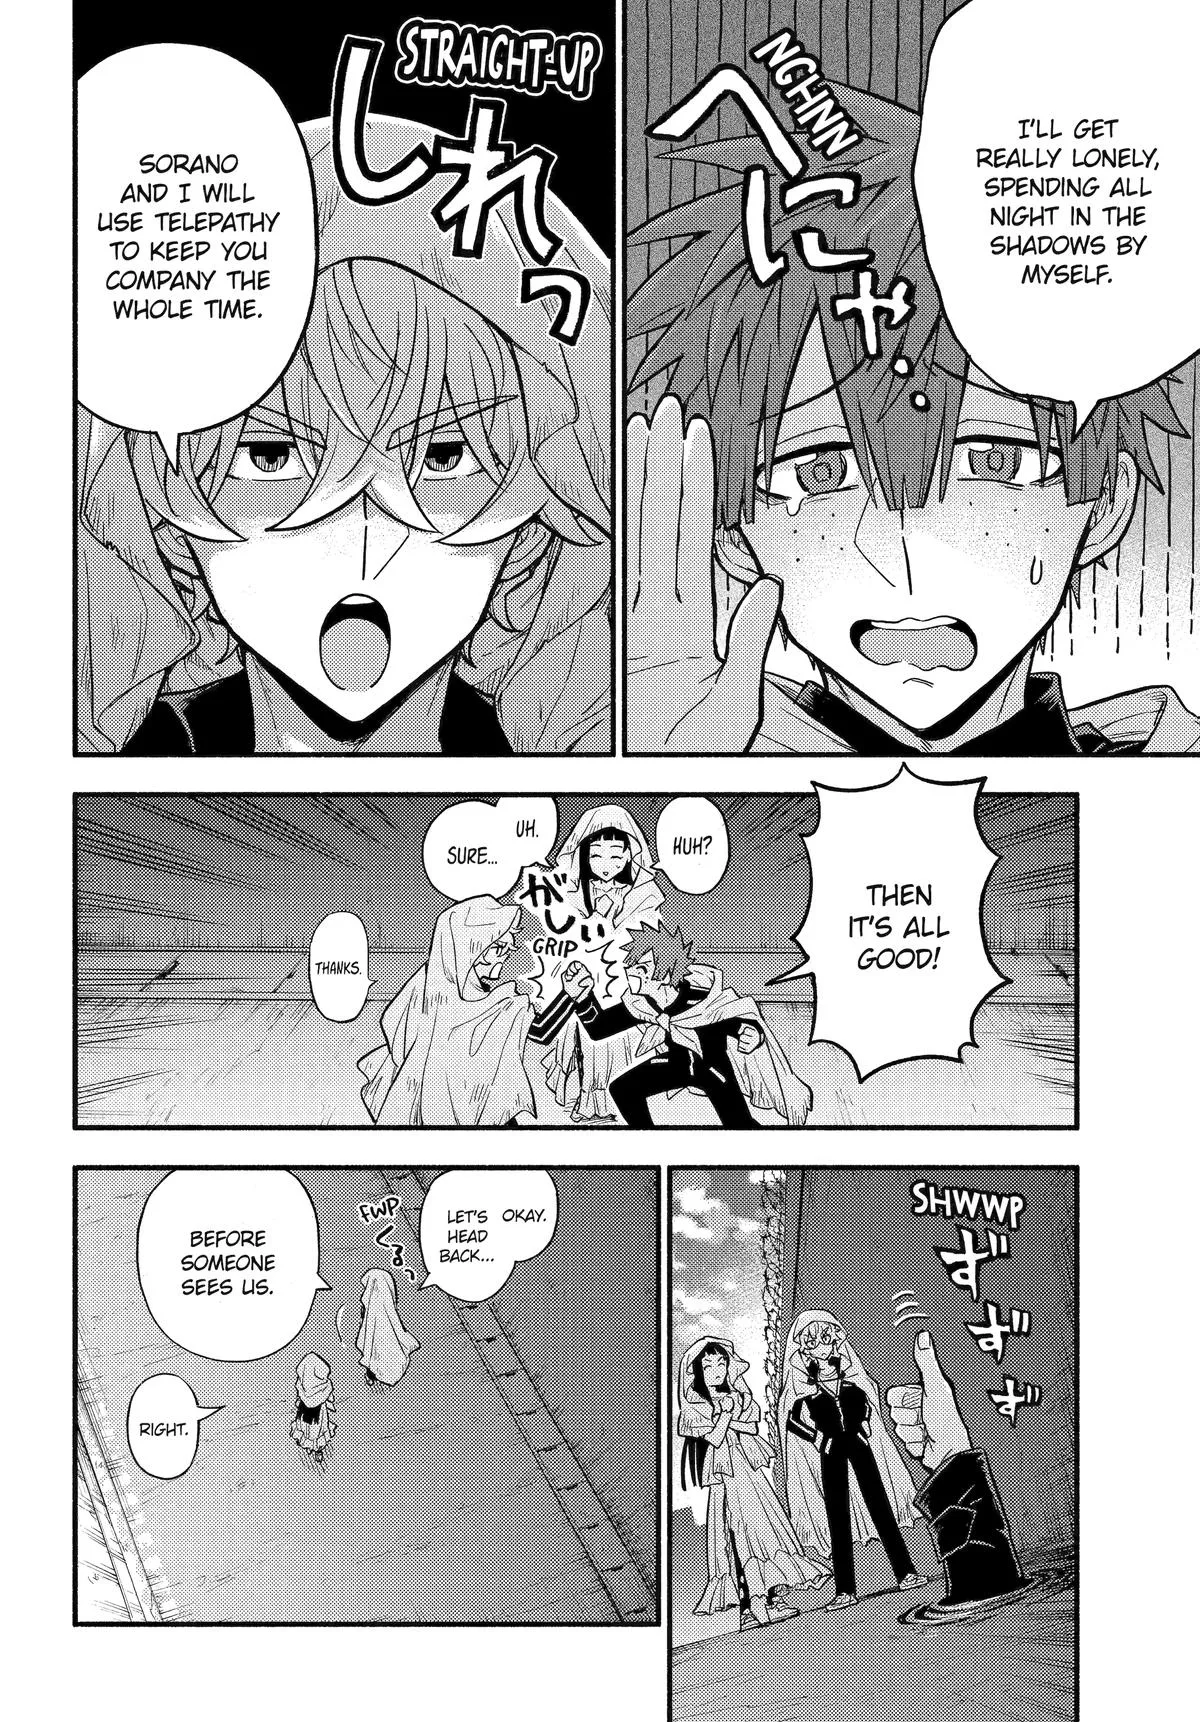 I'LL GET
REALLY LONELY,
SPENDING ALL
NIGHT IN THE
SHADOWS BY
MYSELF.
NGHNN
へにゃ..
STRAIGHT-UP
しれっ
SORANO
AND I WILL
USE TELEPATHY
TO KEEP YOU
COMPANY THE
WHOLE TIME.
THEN
IT'S ALL
GOOD!
HUH?
UH.
SURE...
がしぃ
GRIP
THANKS.
SHWWP
ズズズ
LET'S
HEAD
BACK...
OKAY.
FWP
くるっ
BEFORE
SOMEONE
SEES US.
RIGHT.